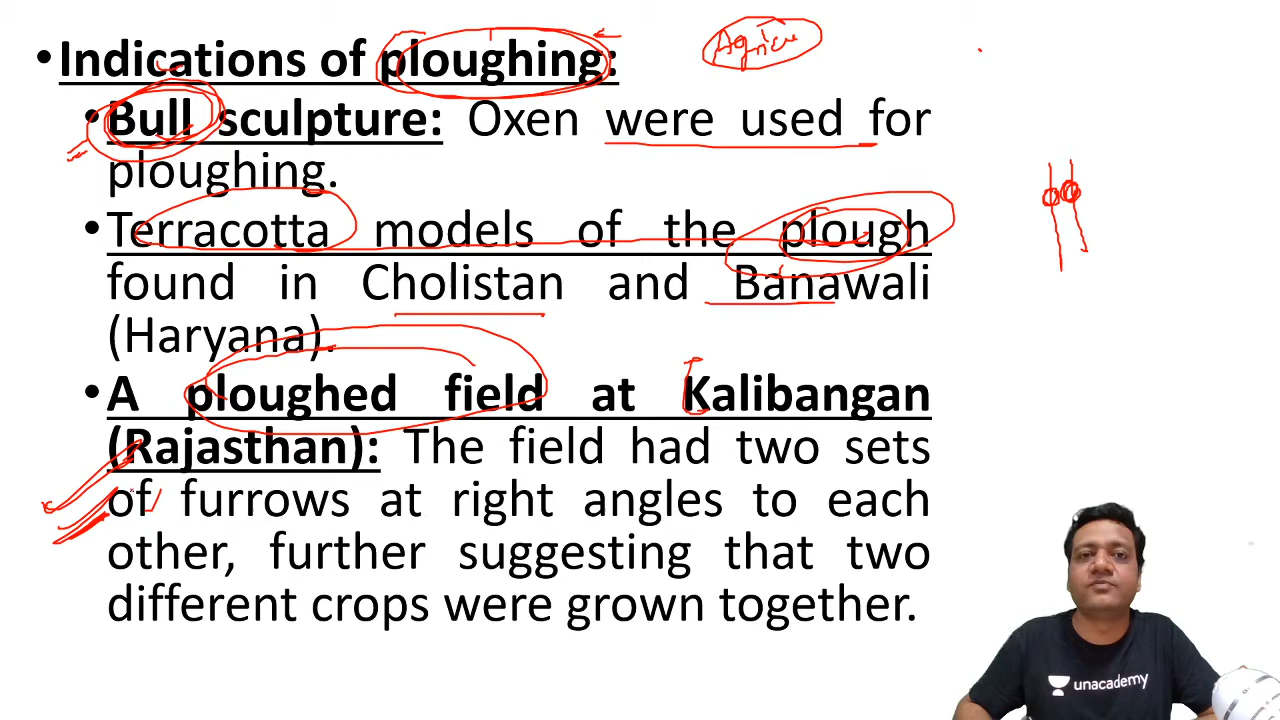 • Indications of ploughing:
Agricu
• Bull sculpture: Oxen were used for
ploughing.
• Terracotta models of the plough
found in Cholistan and Banawali
(Haryana).
• A ploughed field at Kalibangan
(Rajasthan): The field had two sets
of furrows at right angles to each
other, further suggesting that two
different crops were grown together.
unacademy